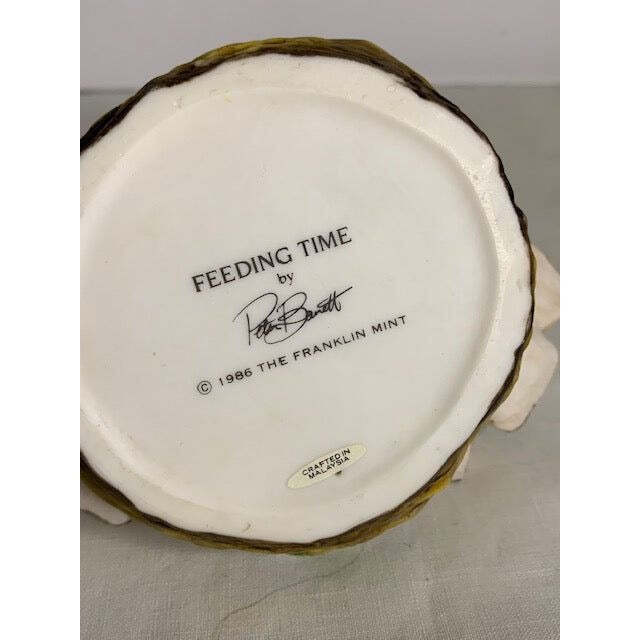 FEEDING TIME
by
Peter Barrett
© 1986 THE FRANKLIN MINT
CRAFTED IN
MALAYSIA